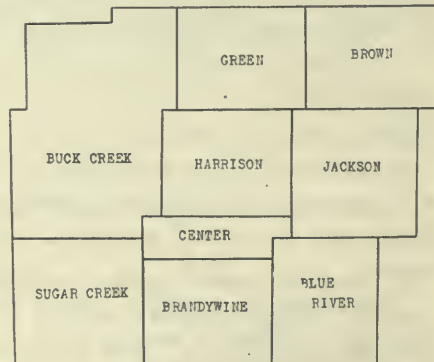 GREEN
BROWN
BUCK CREEK
HARRISON
JACKSON
CENTER
SUGAR CREEK
BRANDYWINE
BLUE
RIVER